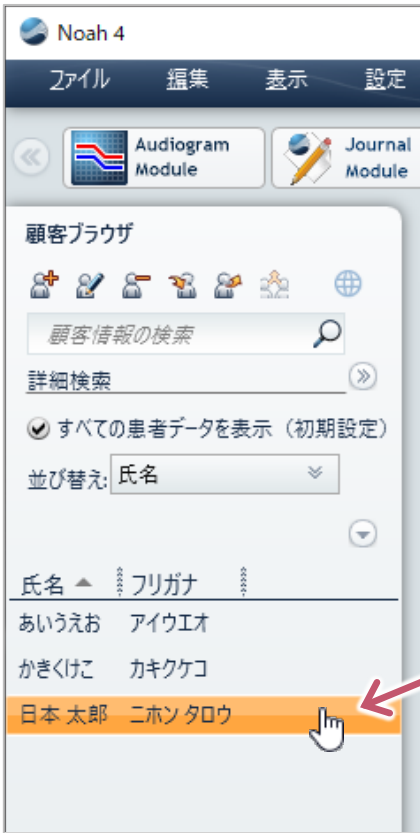 Noah 4
ファイル 編集 表示 設定
Audiogram Module
Journal Module
顧客ブラウザ
顧客情報の検索
詳細検索
すべての患者データを表示（初期設定）
並び替え: 氏名
氏名 フリガナ
あいうえお アイウエオ
かきくけこ カキクケコ
日本 太郎 ニホン タロウ